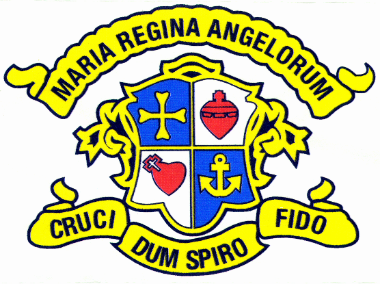 MARIA REGINA ANGELORUM
CRUCI
DUM SPIRO
FIDO